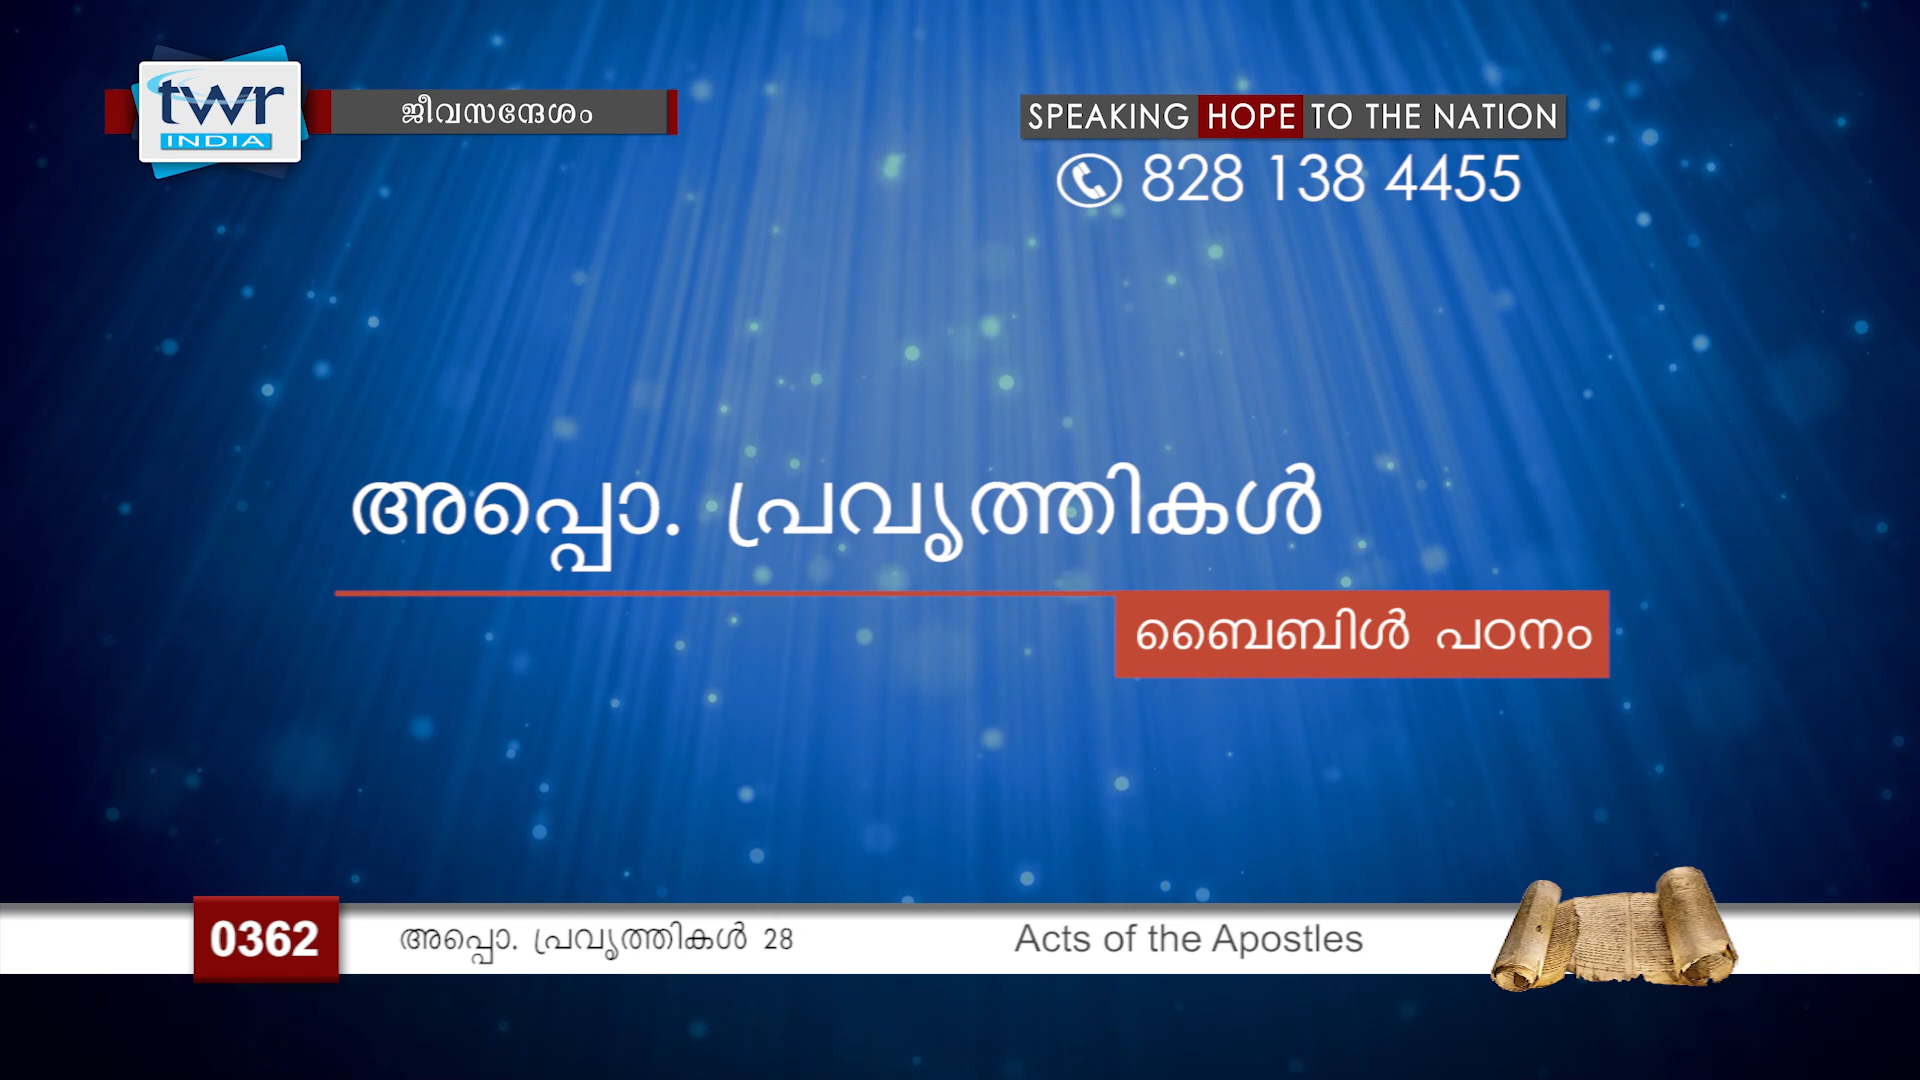 twr
INDIA
ജീവസന്ദേശം
SPEAKING HOPE TO THE NATION
828 138 4455
അപ്പൊ. പ്രവൃത്തികൾ
ബൈബിൾ പഠനം
0362
അപ്പൊ. പ്രവൃത്തികൾ 28
Acts of the Apostles